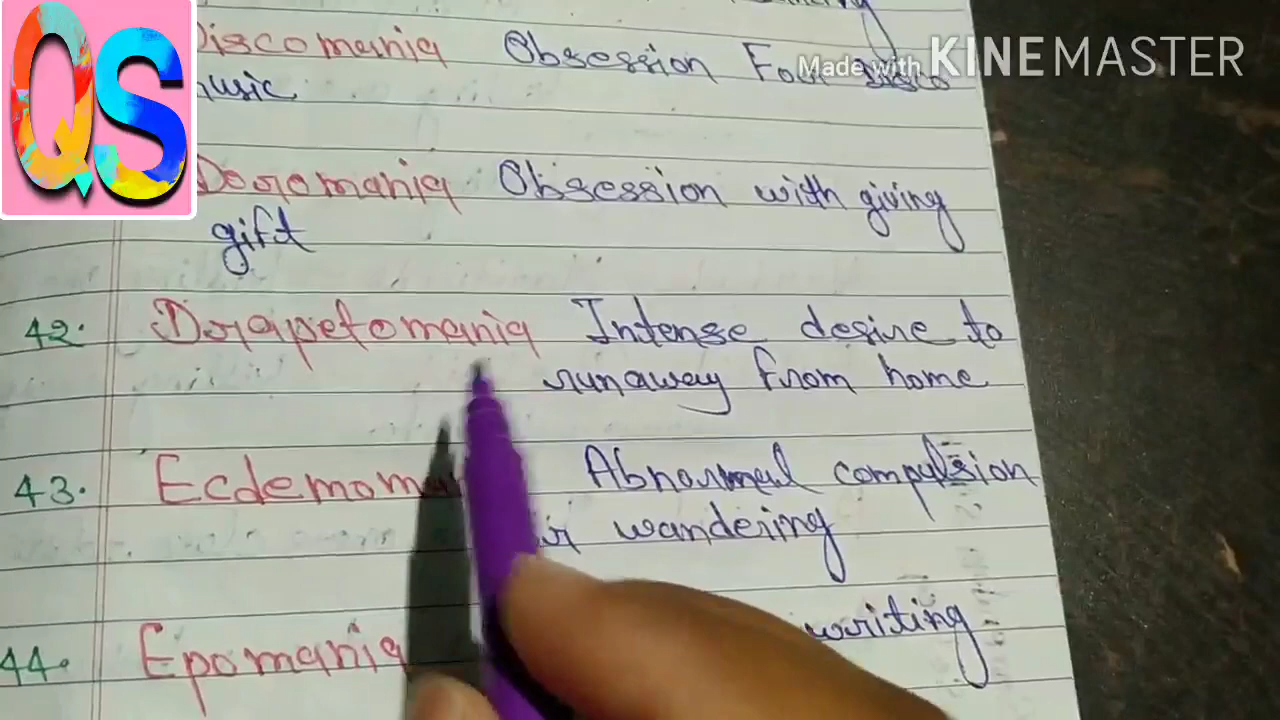 QS
Made with KINEMASTER
Discomania Obsession For disco
music
Doromania Obsession with giving
gift
42. Drapetomania Intense desire to
runaway from home
43. Ecdemom Abnormal compulsion
wandering
44. Epomania writing